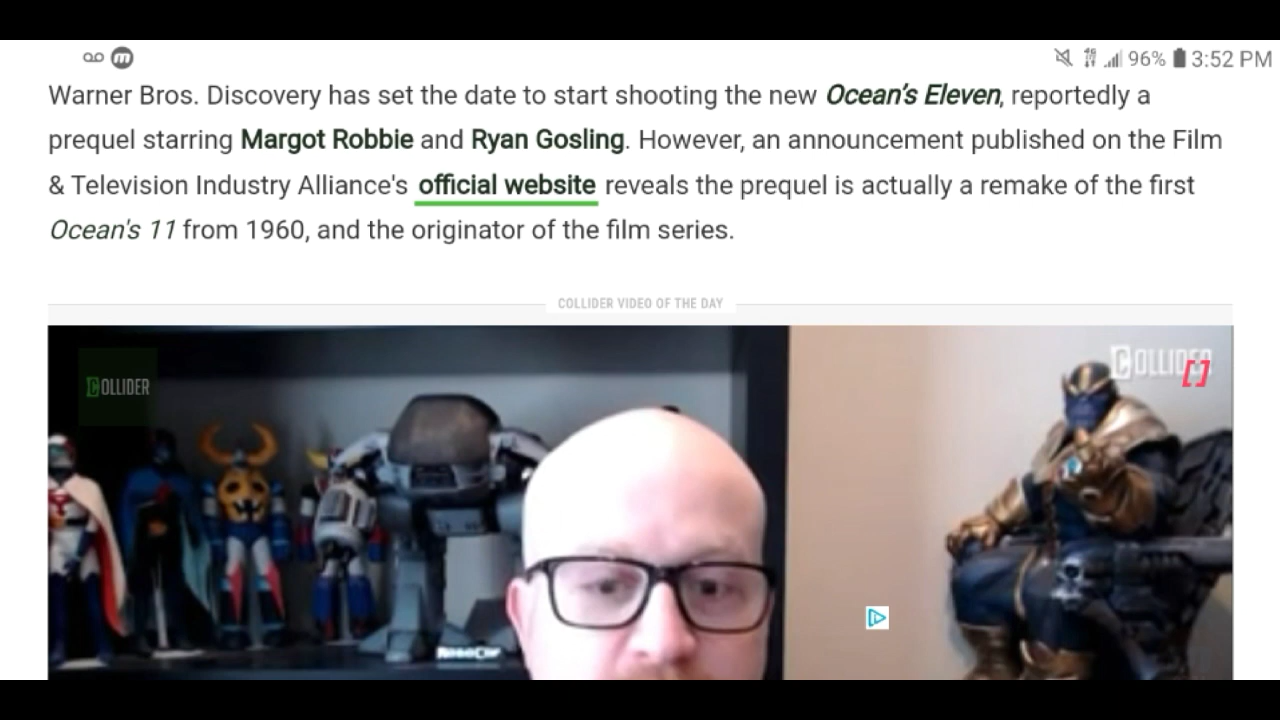 96% 3:52 PM
Warner Bros. Discovery has set the date to start shooting the new Ocean's Eleven, reportedly a
prequel starring Margot Robbie and Ryan Gosling. However, an announcement published on the Film
& Television Industry Alliance's official website reveals the prequel is actually a remake of the first
Ocean's 11 from 1960, and the originator of the film series.
COLLIDER VIDEO OF THE DAY
COLLIDER
COLLIDER
ROBOCOP